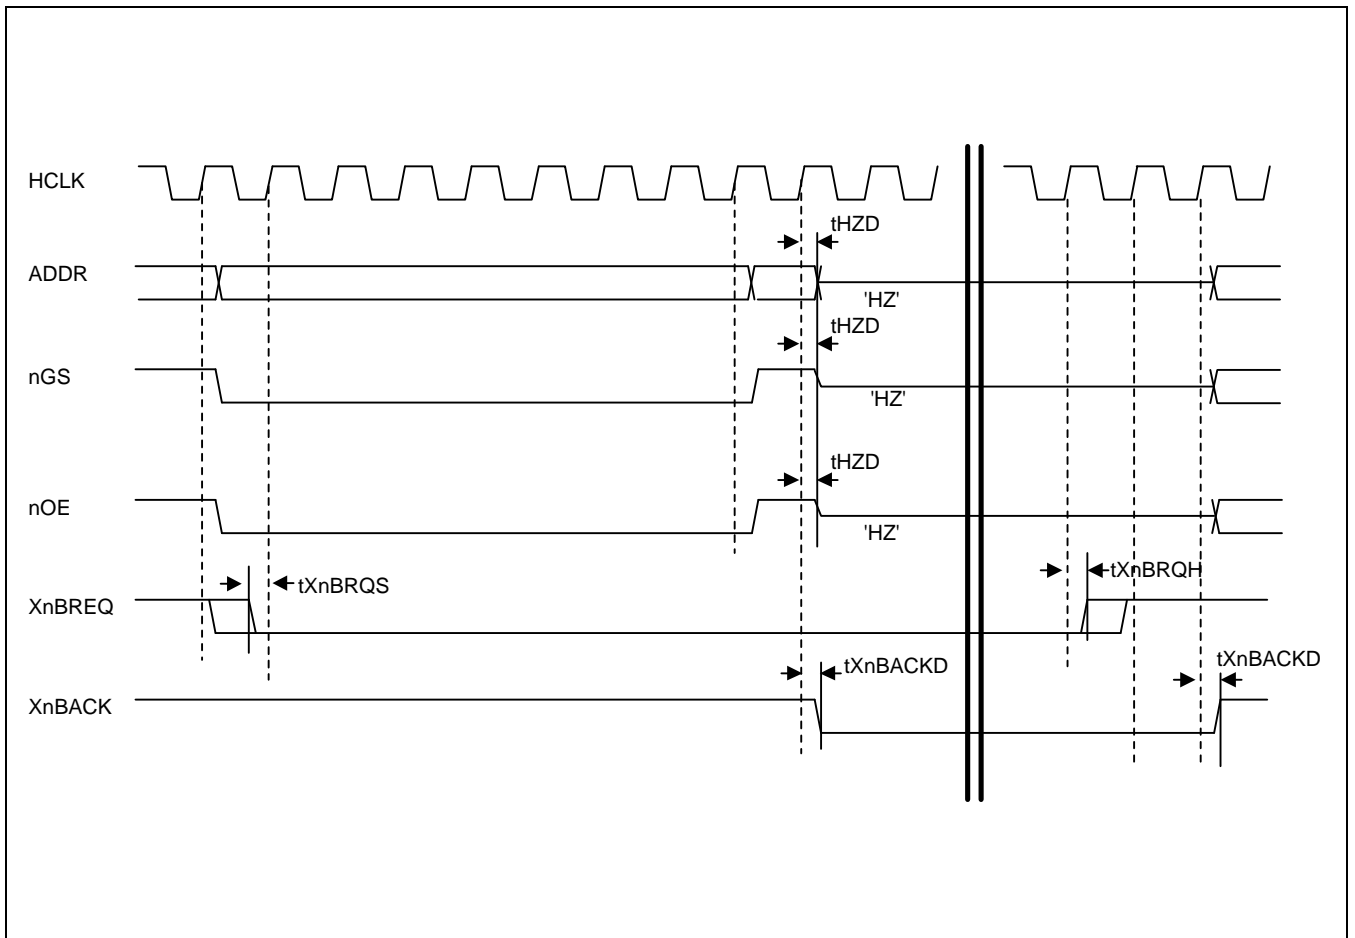 HCLK
tHZD
ADDR
'HZ'
tHZD
nGS
'HZ'
tHZD
nOE
'HZ'
tXnBRQS
tXnBRQH
XnBREQ
tXnBACKD
tXnBACKD
XnBACK